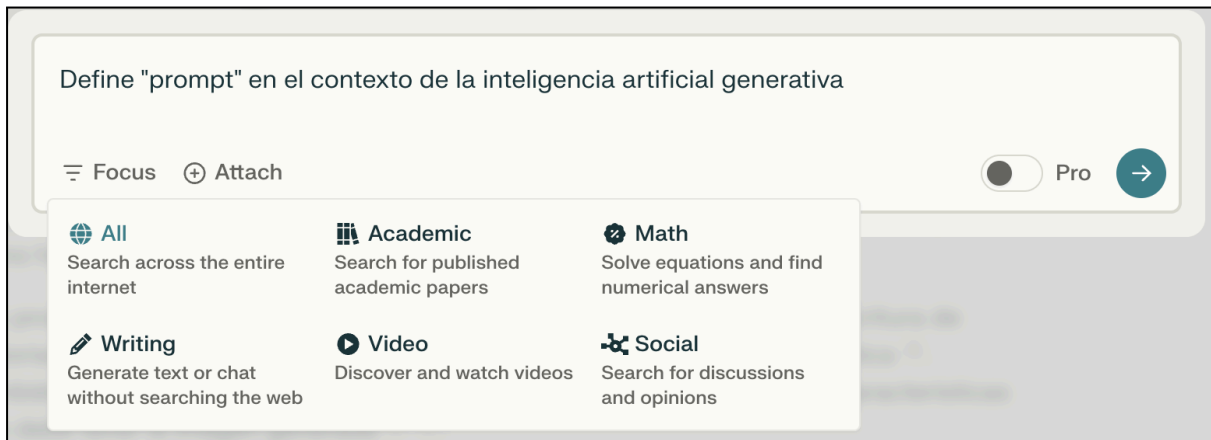 Define "prompt" en el contexto de la inteligencia artificial generativa
Focus Attach Pro
All
Search across the entire
internet
Academic
Search for published
academic papers
Math
Solve equations and find
numerical answers
Writing
Generate text or chat
without searching the web
Video
Discover and watch videos
Social
Search for discussions
and opinions